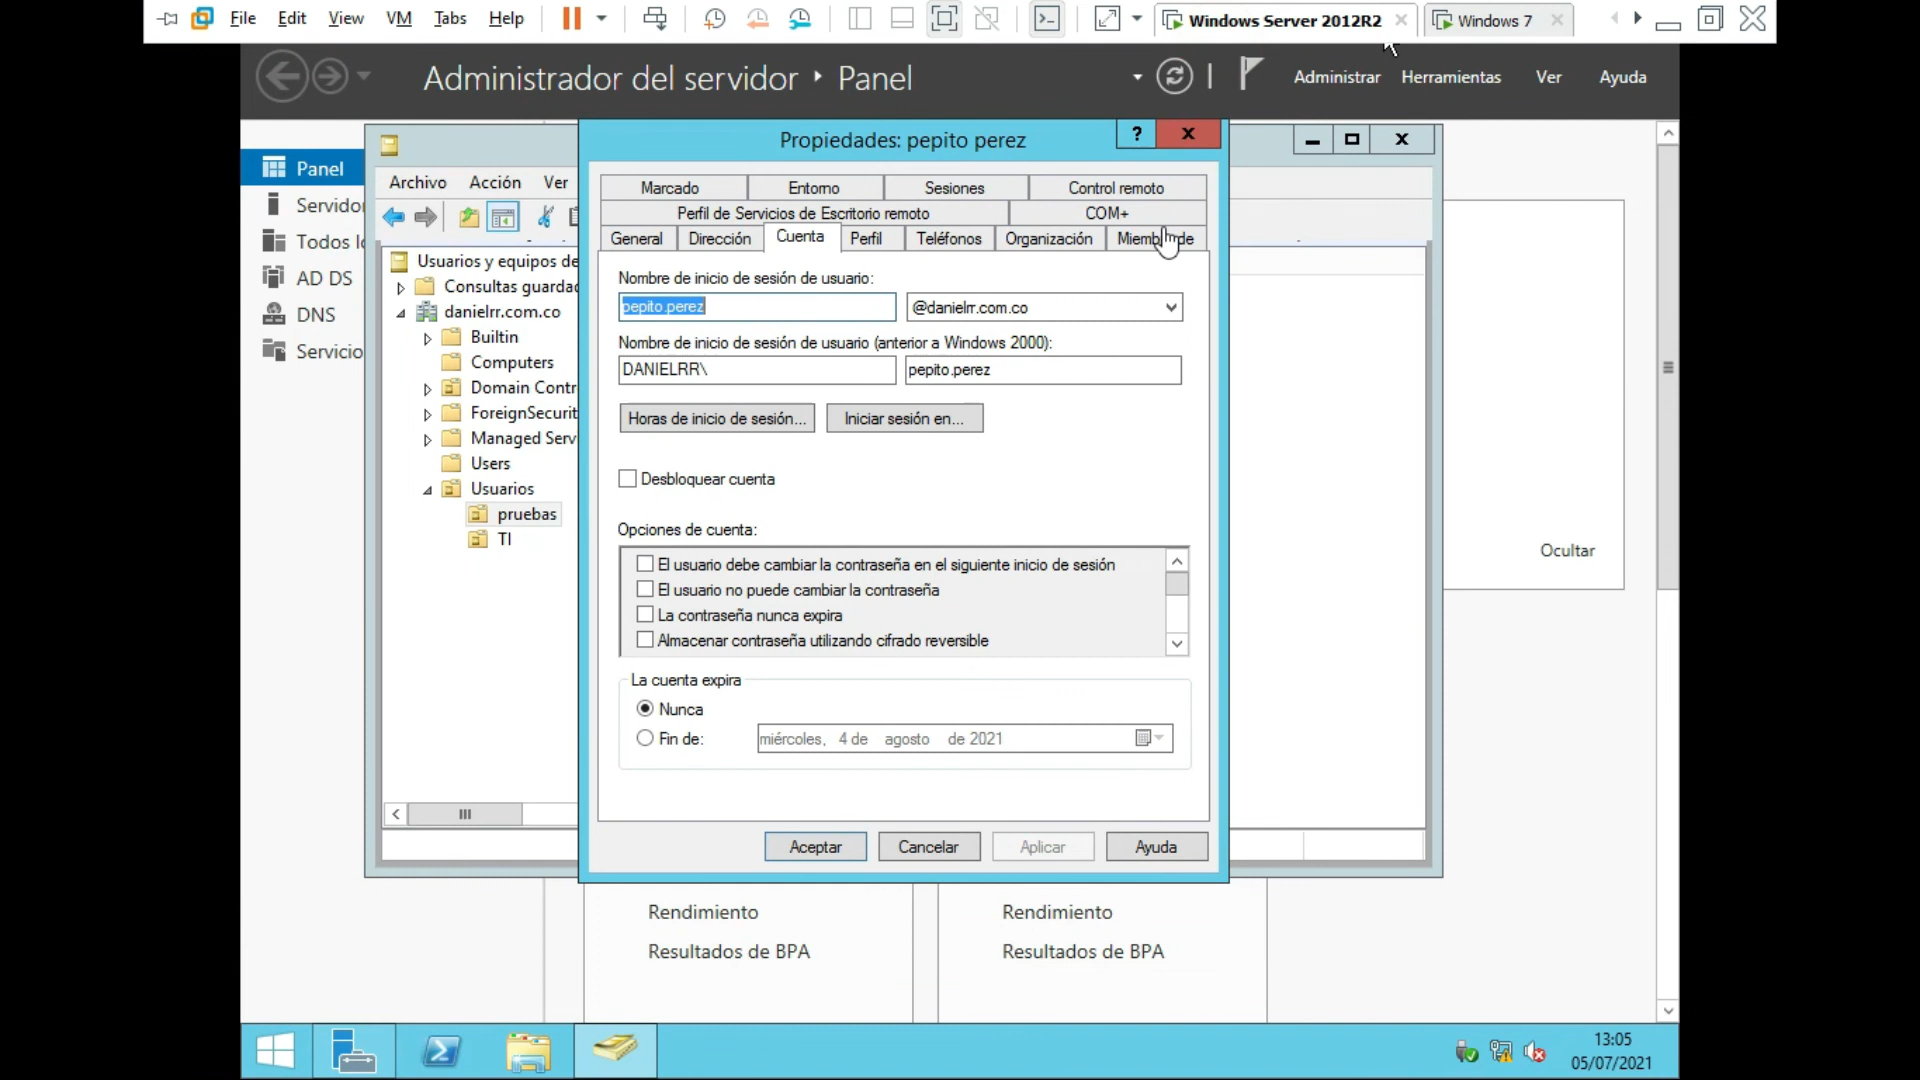 File Edit View VM Tabs Help Windows Server 2012R2 Windows 7
Administrador del servidor Panel Administrar Herramientas Ver Ayuda
Panel
Servidor
Todos
AD DS
DNS
Servicio
Archivo Acción Ver
Usuarios y equipos de
Consultas guardad
danielrr.com.co
Builtin
Computers
Domain Contr
ForeignSecurit
Managed Serv
Users
Usuarios
pruebas
TI
Propiedades: pepito perez ?
Marcado Entorno Sesiones Control remoto
Perfil de Servicios de Escritorio remoto COM+
General Dirección Cuenta Perfil Teléfonos Organización
Nombre de inicio de sesión de usuario:
pepito.perez @danielrr.com.co
Nombre de inicio de sesión de usuario (anterior a Windows 2000):
DANIELRR\ pepito.perez
Horas de inicio de sesión... Iniciar sesión en...
Desbloquear cuenta
Opciones de cuenta:
El usuario debe cambiar la contraseña en el siguiente inicio de sesión
El usuario no puede cambiar la contraseña
La contraseña nunca expira
Almacenar contraseña utilizando cifrado reversible
La cuenta expira
Nunca
Fin de: miércoles, 4 de agosto de 2021
Aceptar Cancelar Aplicar Ayuda
Ocultar
Rendimiento Rendimiento
Resultados de BPA Resultados de BPA
13:05
05/07/2021